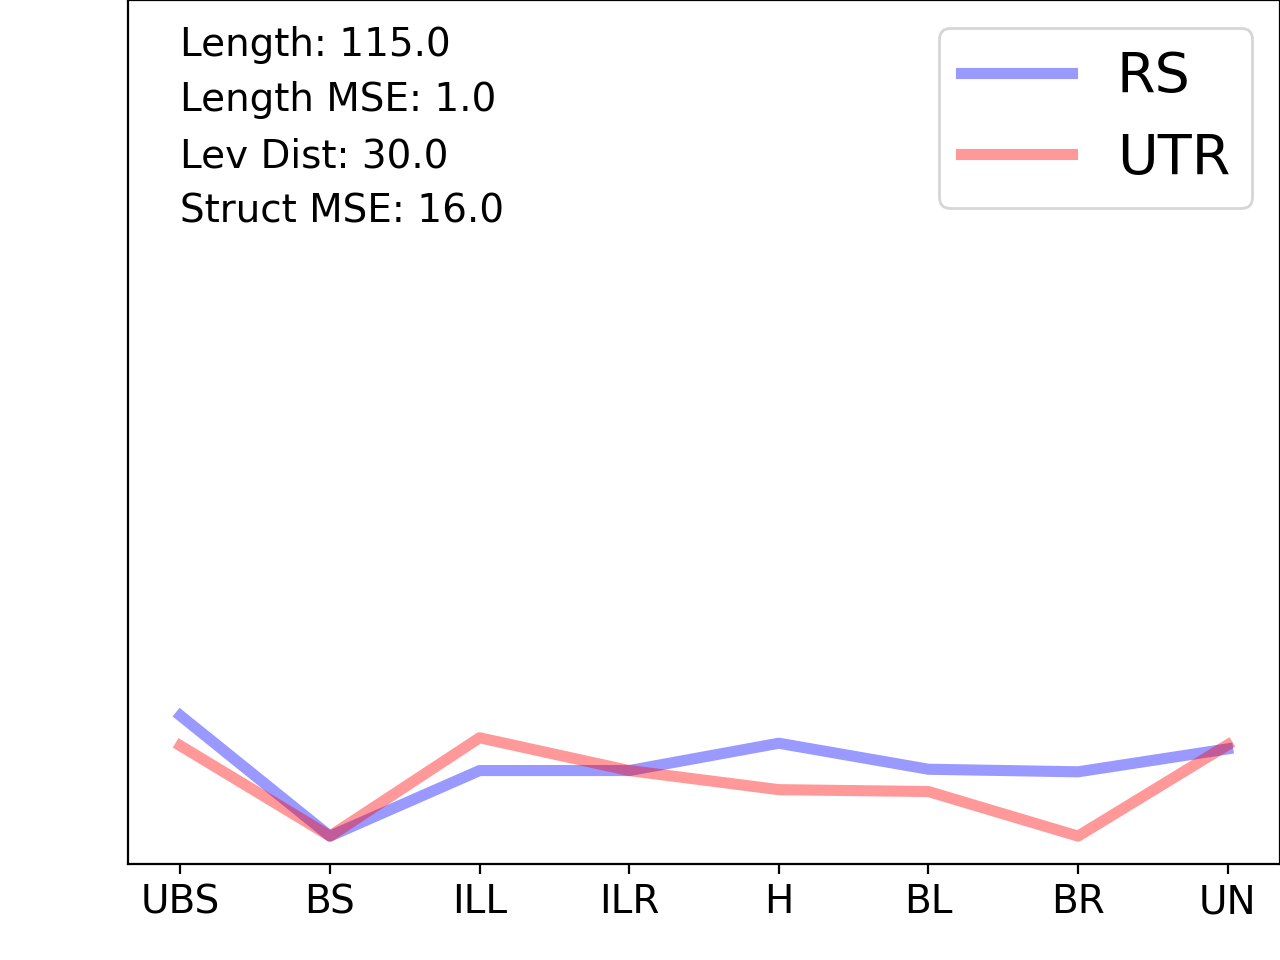 Length: 115.0
Length MSE: 1.0
Lev Dist: 30.0
Struct MSE: 16.0
RS
UTR
UBS BS ILL ILR H BL BR UN